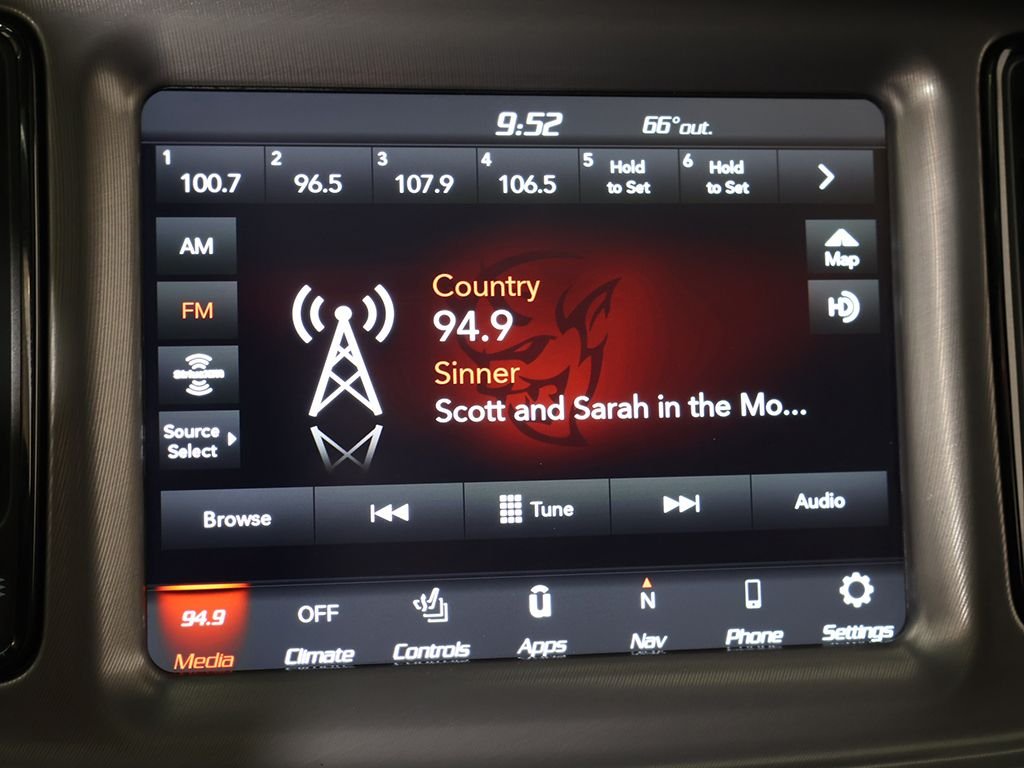 9:52 66°out.
1 100.7 2 96.5 3 107.9 4 106.5 5 Hold to Set 6 Hold to Set
AM
Map
FM
HD
Country
94.9
Sinner
Scott and Sarah in the Mo...
SiriusXM
Source
Select
Browse Tune Audio
94.9 OFF N
Media Climate Controls Apps Nav Phone Settings